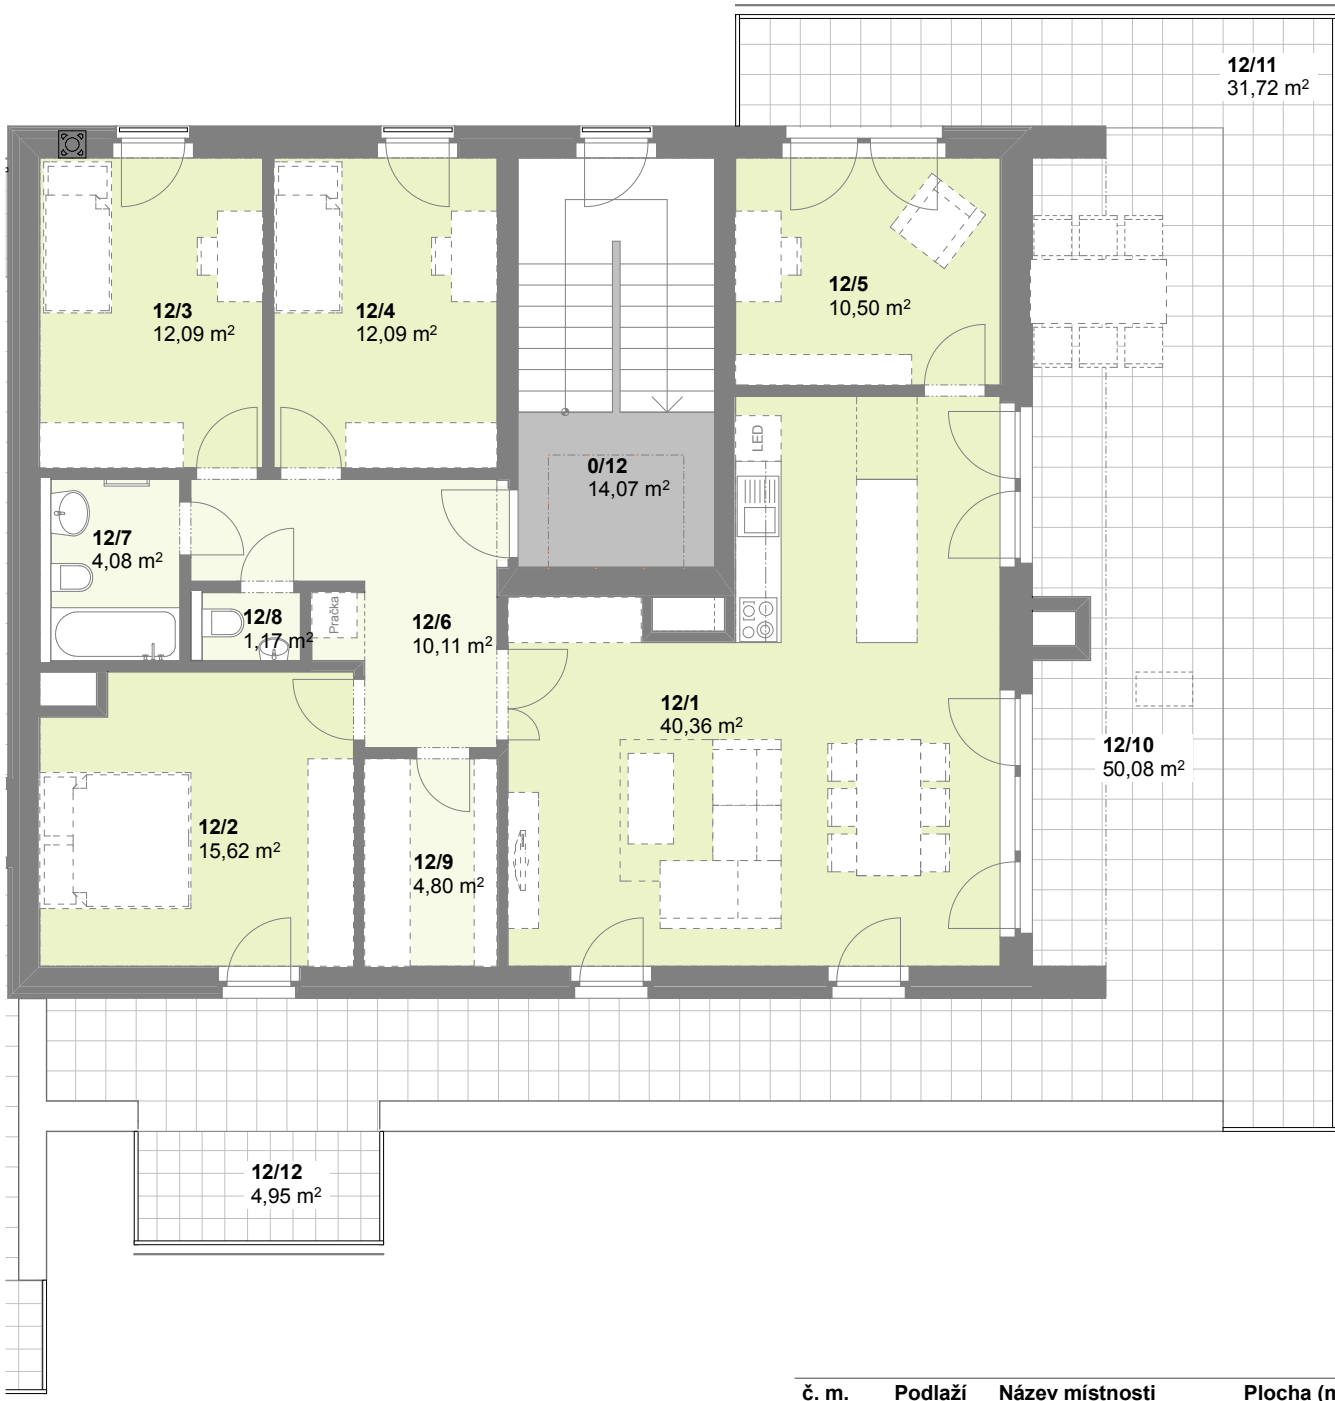 12/11
31,72 m²
12/3
12,09 m²
12/4
12,09 m²
12/5
10,50 m²
LED
0/12
14,07 m²
12/7
4,08 m²
12/8
1,17 m²
Pračka
12/6
10,11 m²
12/1
40,36 m²
12/10
50,08 m²
12/2
15,62 m²
12/9
4,80 m²
12/12
4,95 m²
č. m. Podlaží Název místnosti Plocha (m